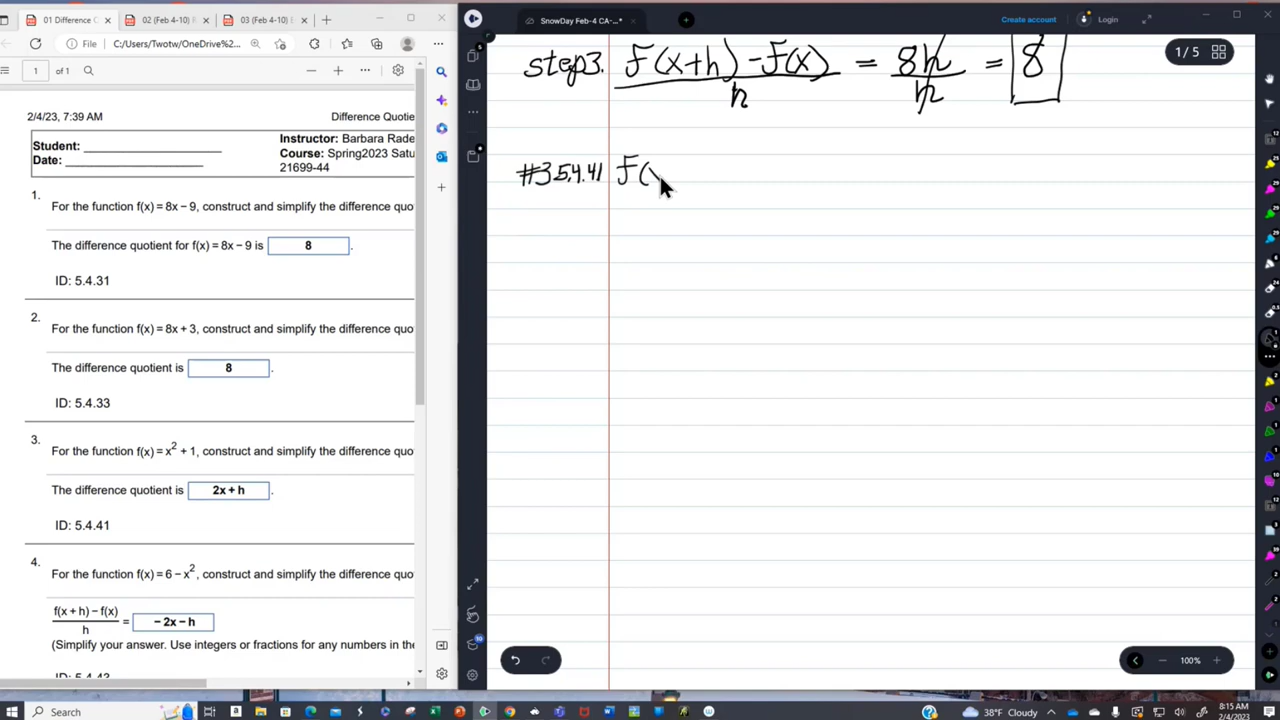 01 Difference C
02 (Feb 4-10) H
03 (Feb 4-10) E
SnowDay Feb-4 CA-...*
Create account
Login
File
C:/Users/Twotw/OneDrive%2...
1 of 1
1 / 5
2/4/23, 7:39 AM
Difference Quotie
Student:
Date:
Instructor: Barbara Rade
Course: Spring2023 Satu
21699-44
1.
For the function f(x) = 8x − 9, construct and simplify the difference quo
The difference quotient for f(x) = 8x − 9 is 8 .
ID: 5.4.31
2.
For the function f(x) = 8x + 3, construct and simplify the difference quo
The difference quotient is 8 .
ID: 5.4.33
3.
For the function f(x) = x² + 1, construct and simplify the difference quo
The difference quotient is 2x + h .
ID: 5.4.41
4.
For the function f(x) = 6 − x², construct and simplify the difference quo
f(x + h) − f(x)
h
= − 2x − h
(Simplify your answer. Use integers or fractions for any numbers in the
ID: 5.4.43
step3. F(x+h) - F(x) / h = 8h / h = 8
#3 5.4.41 F(x
100%
Search
38°F Cloudy
8:15 AM
2/4/2023